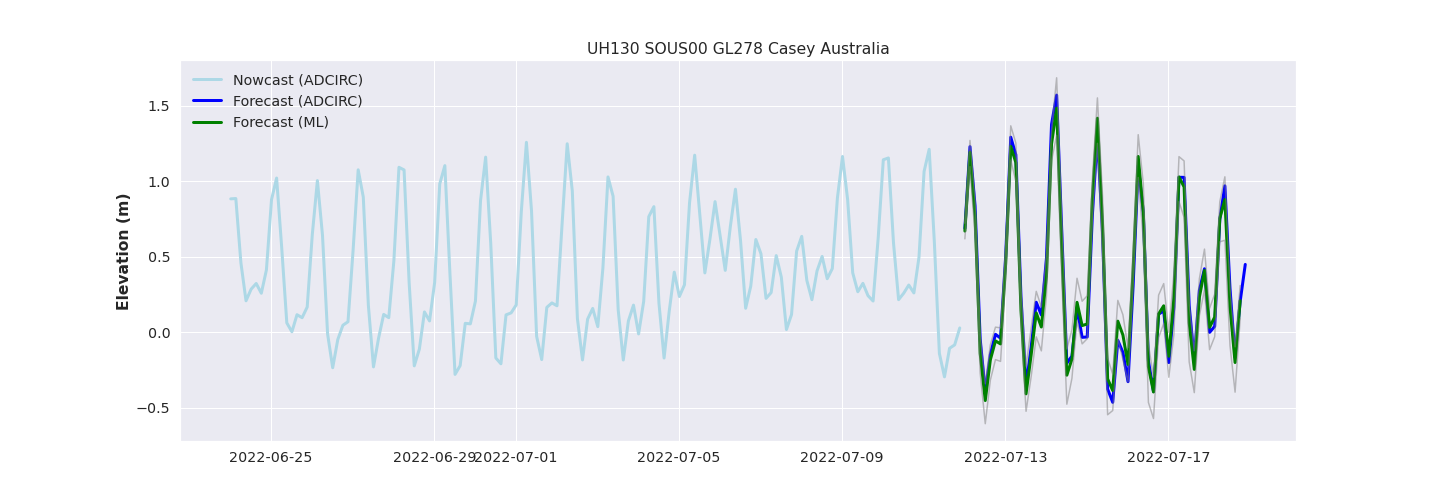 UH130 SOUS00 GL278 Casey Australia
Nowcast (ADCIRC)
Forecast (ADCIRC)
Forecast (ML)
Elevation (m)
1.5
1.0
0.5
0.0
−0.5
2022-06-25
2022-06-29
2022-07-01
2022-07-05
2022-07-09
2022-07-13
2022-07-17